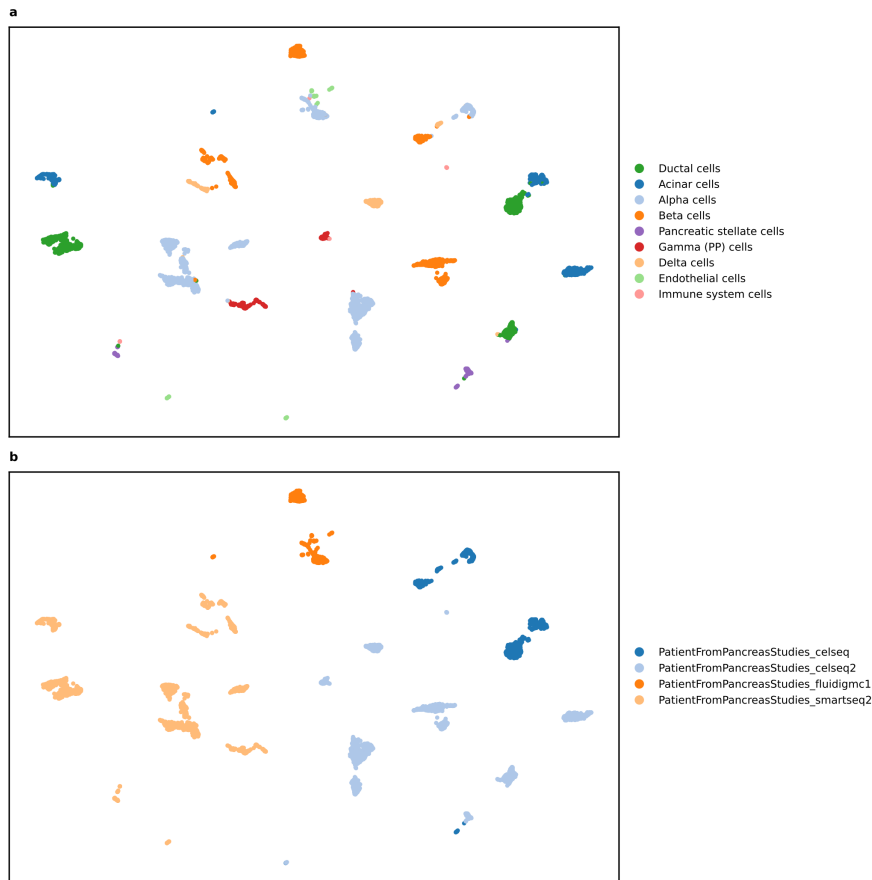 a
Ductal cells
Acinar cells
Alpha cells
Beta cells
Pancreatic stellate cells
Gamma (PP) cells
Delta cells
Endothelial cells
Immune system cells
b
PatientFromPancreasStudies_celseq
PatientFromPancreasStudies_celseq2
PatientFromPancreasStudies_fluidigmc1
PatientFromPancreasStudies_smartseq2